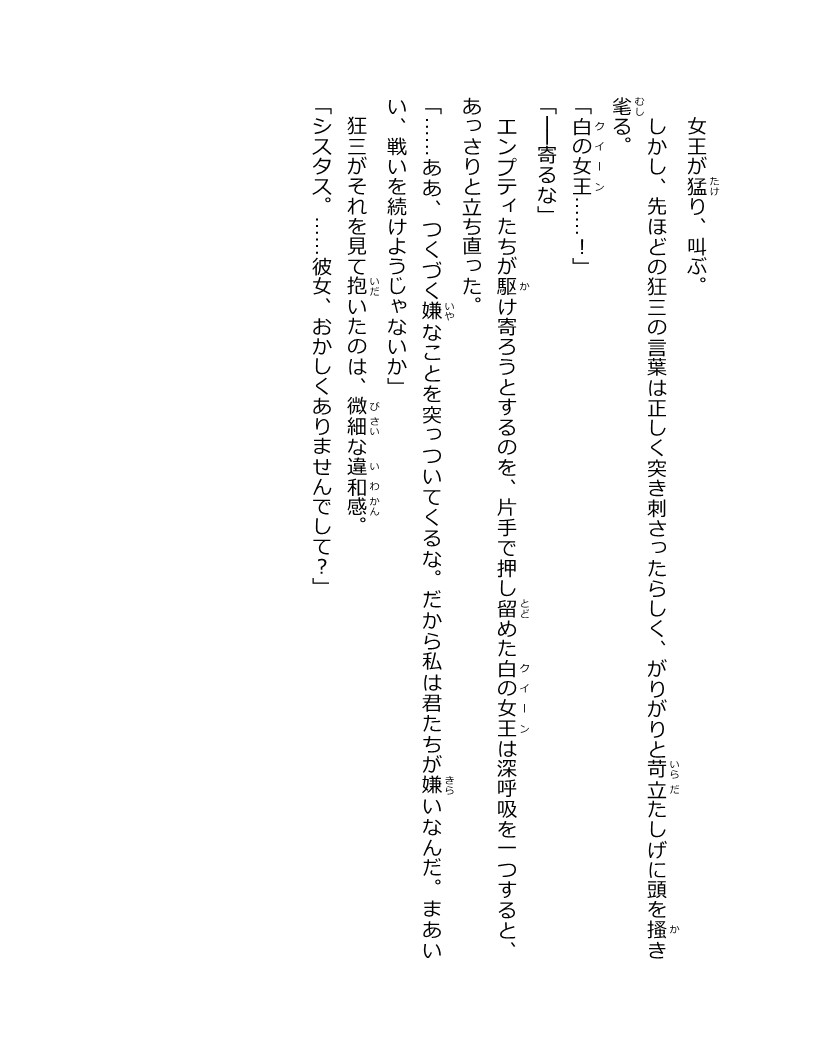 女王が猛り、叫ぶ。
しかし、先ほどの狂三の言葉は正しく突き刺さったらしく、がりがりと苛立たしげに頭を掻き
毟る。
「白の女王……！」
「──寄るな」
エンプティたちが駆け寄ろうとするのを、片手で押し留めた白の女王は深呼吸を一つすると、
あっさりと立ち直った。
「……ああ、つくづく嫌なことを突っついてくるな。だから私は君たちが嫌いなんだ。まあい
い、戦いを続けようじゃないか」
狂三がそれを見て抱いたのは、微細な違和感。
「シスタス。……彼女、おかしくありませんでして？」